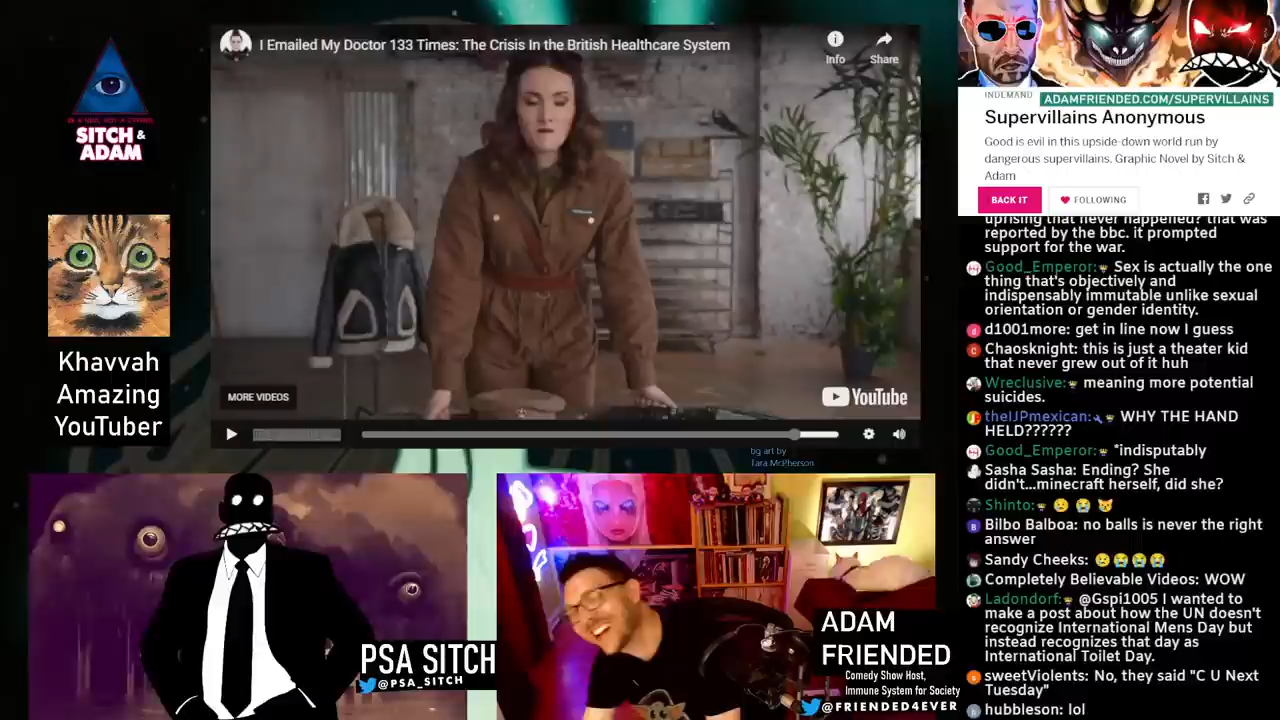 I Emailed My Doctor 133 Times: The Crisis In the British Healthcare System
Info
Share
SITCH &
ADAM
Khavvah
Amazing
YouTuber
MORE VIDEOS
YouTube
bg art by
Tara McPherson
PSA SITCH
@PSA_SITCH
ADAM
FRIENDED
Comedy Show Host,
Immune System for Society
@FRIENDED4EVER
INDEMAND
ADAMFRIENDED.COM/SUPERVILLAINS
Supervillains Anonymous
Good is evil in this upside-down world run by
dangerous supervillains. Graphic Novel by Sitch &
Adam
BACK IT
FOLLOWING
uprising that never happened? that was
reported by the bbc. it prompted
support for the war.
Good_Emperor: Sex is actually the one
thing that's objectively and
indispensably immutable unlike sexual
orientation or gender identity.
d1001more: get in line now I guess
Chaosknight: this is just a theater kid
that never grew out of it huh
Wreclusive: meaning more potential
suicides.
theIJPmexican: WHY THE HAND
HELD??????
Good_Emperor: *indisputably
Sasha Sasha: Ending? She
didn't...minecraft herself, did she?
Shinto: 😢 😭 😿
Bilbo Balboa: no balls is never the right
answer
Sandy Cheeks: 😢😭😭😭
Completely Believable Videos: WOW
Ladondorf: @Gspi1005 I wanted to
make a post about how the UN doesn't
recognize International Mens Day but
instead recognizes that day as
International Toilet Day.
sweetViolents: No, they said "C U Next
Tuesday"
hubbleson: lol